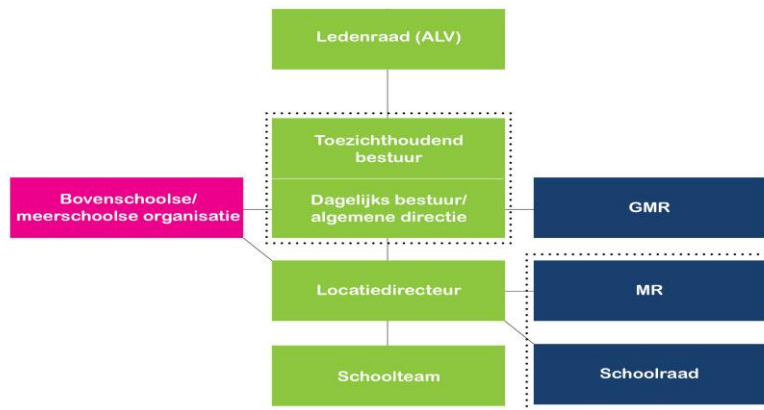 Ledenraad (ALV)
Toezichthoudend
bestuur
Bovenschoolse/
meerschoolse organisatie
Dagelijks bestuur/
algemene directie
GMR
Locatiedirecteur
MR
Schoolteam
Schoolraad